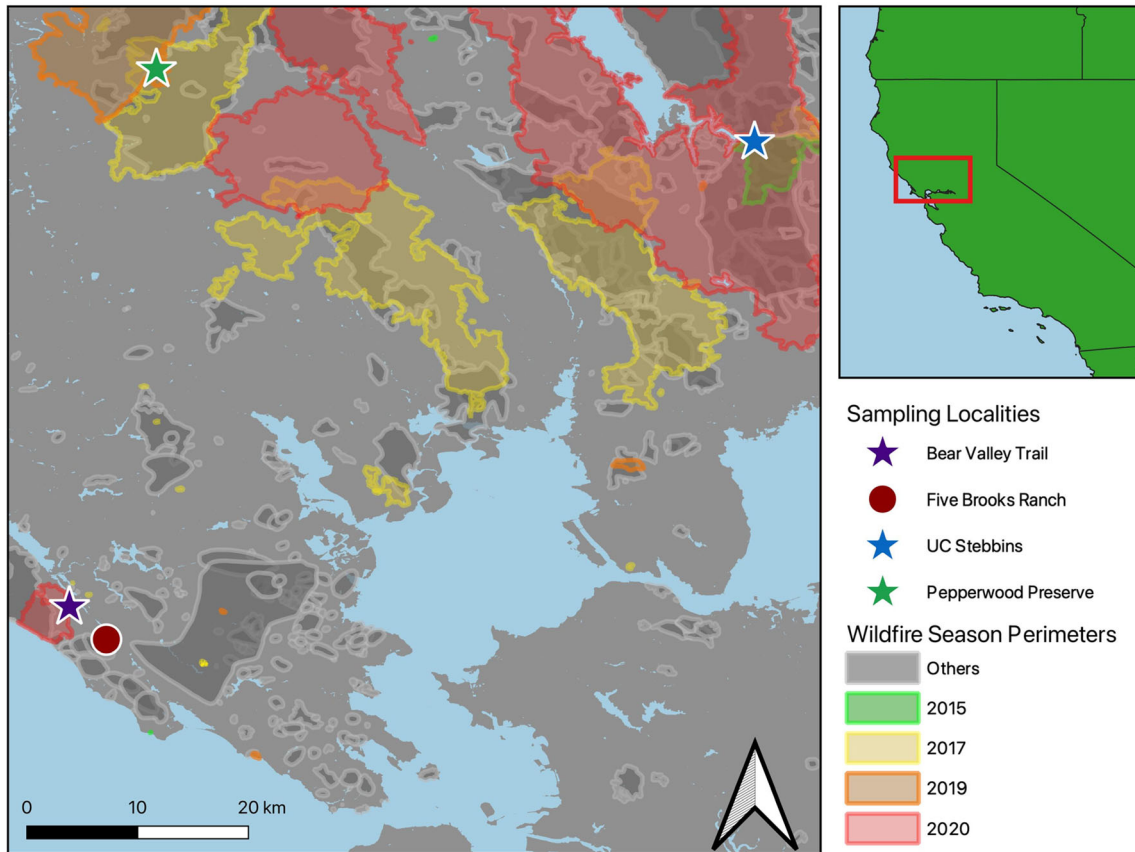 0 10 20 km
Sampling Localities
Bear Valley Trail
Five Brooks Ranch
UC Stebbins
Pepperwood Preserve
Wildfire Season Perimeters
Others
2015
2017
2019
2020